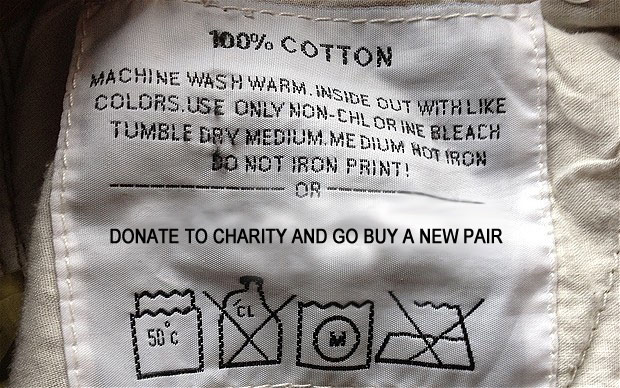 100% COTTON
MACHINE WASH WARM. INSIDE OUT WITH LIKE
COLORS.USE ONLY NON-CHLORINE BLEACH
TUMBLE DRY MEDIUM.MEDIUM HOT IRON
DO NOT IRON PRINT!
OR
DONATE TO CHARITY AND GO BUY A NEW PAIR
50°C CL M